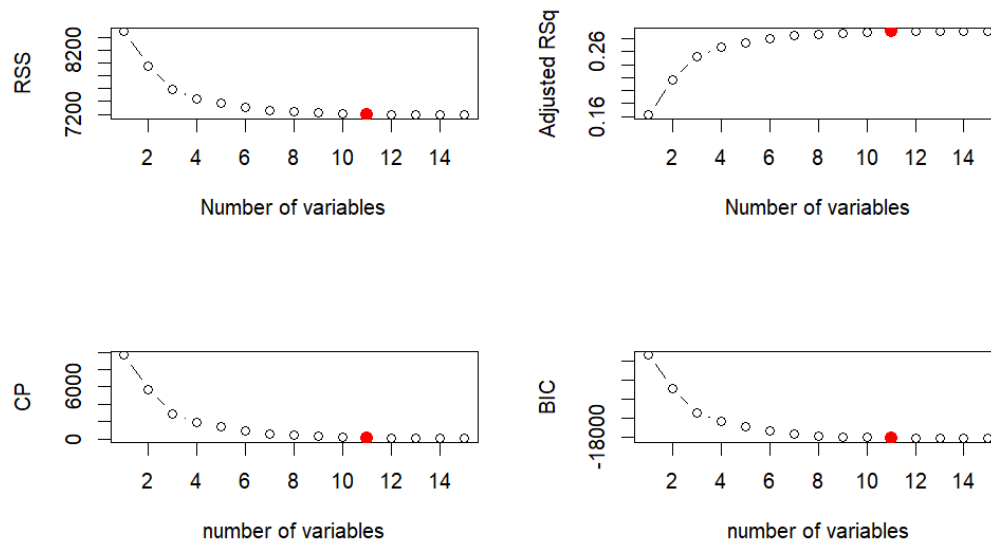 RSS
8200
7200
2 4 6 8 10 12 14
Number of variables
Adjusted RSq
0.26
0.16
2 4 6 8 10 12 14
Number of variables
CP
6000
0
2 4 6 8 10 12 14
number of variables
BIC
-18000
2 4 6 8 10 12 14
number of variables